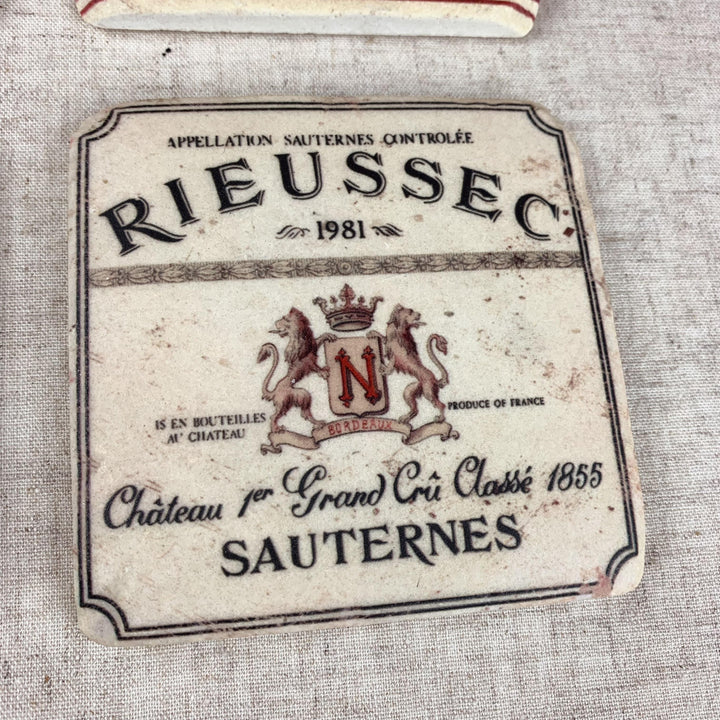 APPELLATION SAUTERNES CONTROLÉE
RIEUSSEC
1981
N
BORDEAUX
IS EN BOUTEILLES
AU' CHATEAU
PRODUCE OF FRANCE
Château 1er Grand Crû Classé 1855
SAUTERNES